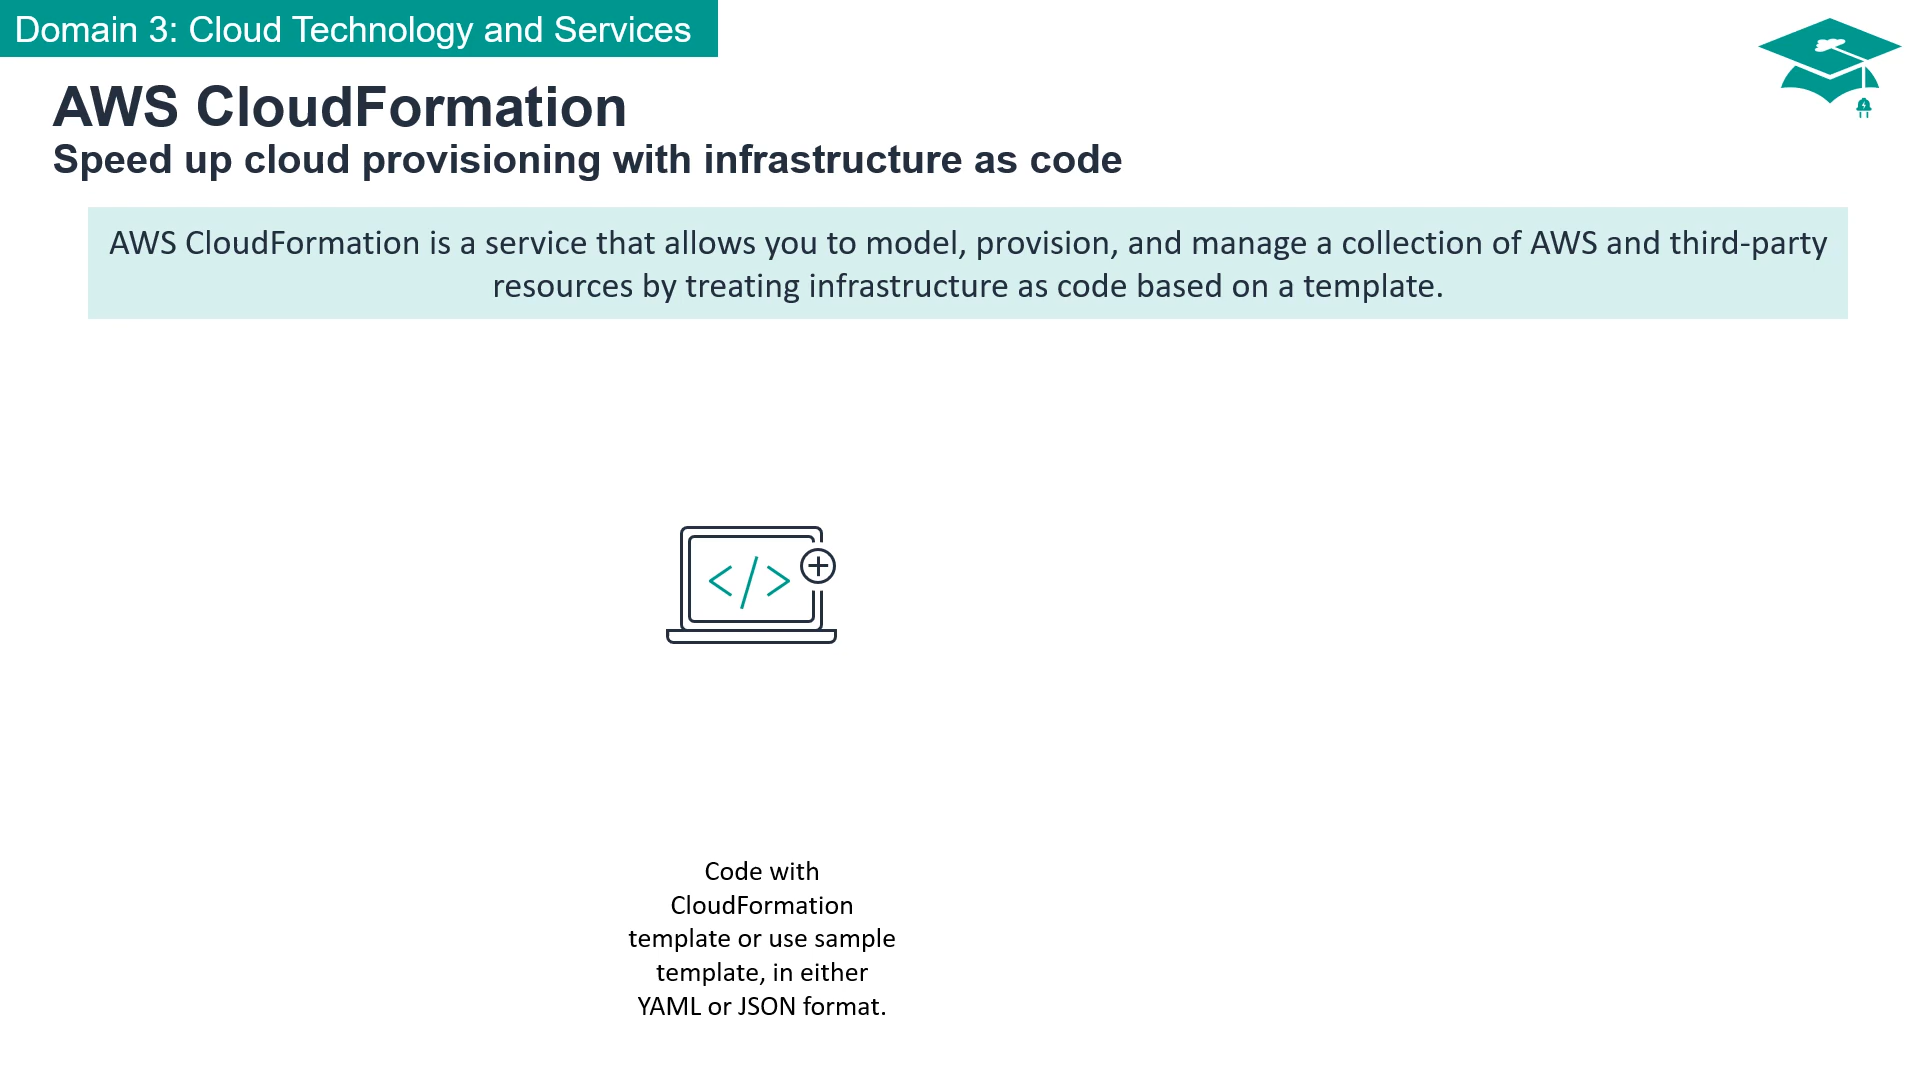 Domain 3: Cloud Technology and Services
AWS CloudFormation
Speed up cloud provisioning with infrastructure as code
AWS CloudFormation is a service that allows you to model, provision, and manage a collection of AWS and third-party
resources by treating infrastructure as code based on a template.
</>
Code with
CloudFormation
template or use sample
template, in either
YAML or JSON format.